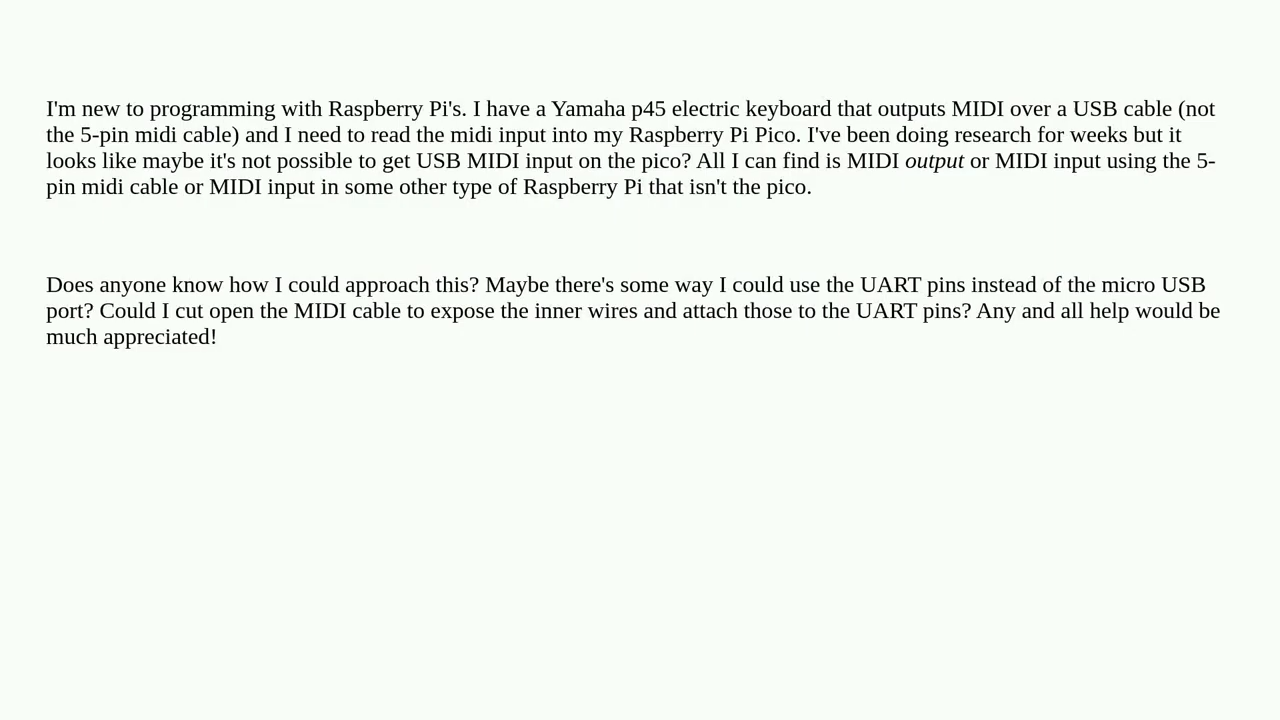 I'm new to programming with Raspberry Pi's. I have a Yamaha p45 electric keyboard that outputs MIDI over a USB cable (not
the 5-pin midi cable) and I need to read the midi input into my Raspberry Pi Pico. I've been doing research for weeks but it
looks like maybe it's not possible to get USB MIDI input on the pico? All I can find is MIDI output or MIDI input using the 5-
pin midi cable or MIDI input in some other type of Raspberry Pi that isn't the pico.
Does anyone know how I could approach this? Maybe there's some way I could use the UART pins instead of the micro USB
port? Could I cut open the MIDI cable to expose the inner wires and attach those to the UART pins? Any and all help would be
much appreciated!